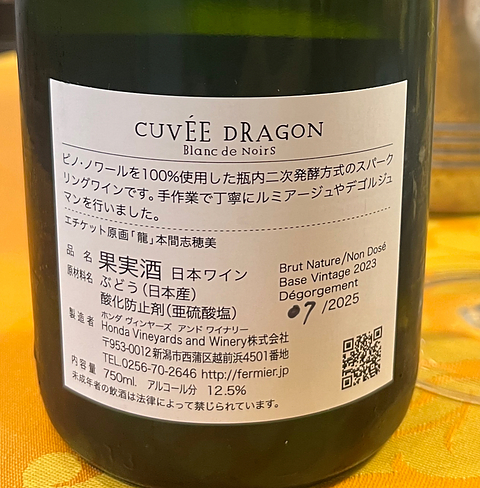 CUVÉE DRAGON
Blanc de Noirs
ピノ・ノワールを100%使用した瓶内二次発酵方式のスパーク
リングワインです。手作業で丁寧にルミアージュやデゴルジュ
マンを行いました。
エチケット原画「龍」本間志穂美
品 名 果実酒 日本ワイン
原材料名 ぶどう(日本産)
酸化防止剤(亜硫酸塩)
製造者 ホンダ ヴィンヤーズ アンド ワイナリー
Honda Vineyards and Winery株式会社
〒953-0012 新潟市西蒲区越前浜4501番地
TEL.0256-70-2646 http://fermier.jp
内容量 750ml. アルコール分 12.5%
未成年者の飲酒は法律によって禁じられています。
Brut Nature/Non Dosé
Base Vintage 2023
Dégorgement
07/2025